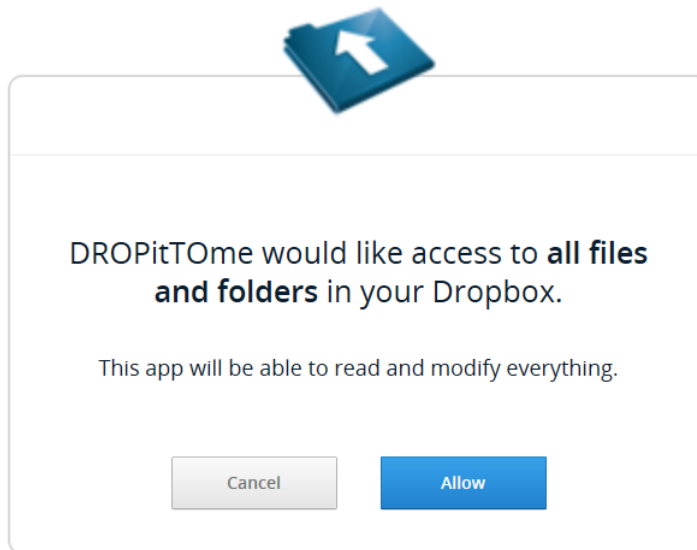 DROPitTOme would like access to all files
and folders in your Dropbox.
This app will be able to read and modify everything.
Cancel
Allow